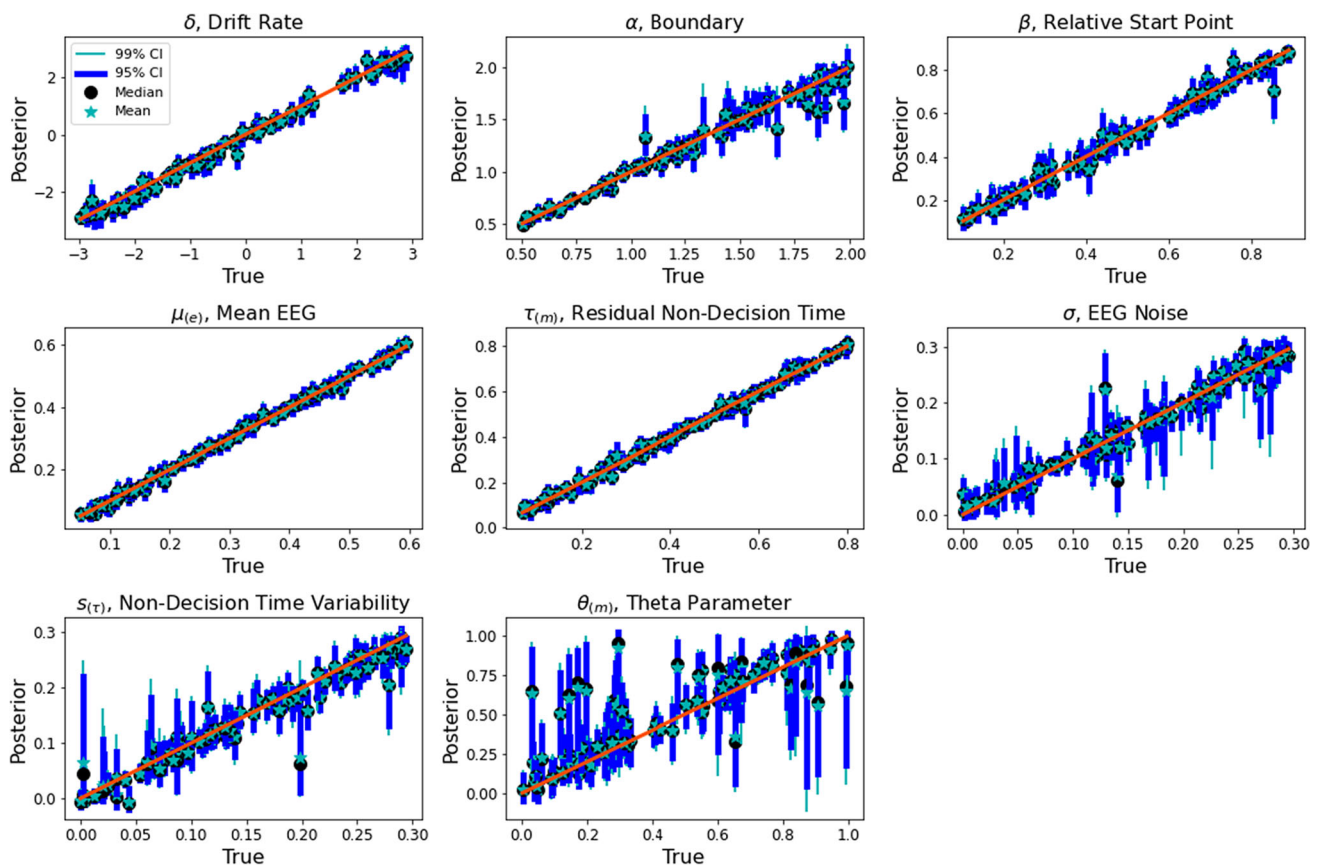 δ, Drift Rate
99% CI
95% CI
Median
Mean
Posterior
2
0
−2
−3 −2 −1 0 1 2 3
True
α, Boundary
Posterior
2.0
1.5
1.0
0.5
0.50 0.75 1.00 1.25 1.50 1.75 2.00
True
β, Relative Start Point
Posterior
0.8
0.6
0.4
0.2
0.2 0.4 0.6 0.8
True
μ(e), Mean EEG
Posterior
0.6
0.4
0.2
0.1 0.2 0.3 0.4 0.5 0.6
True
τ(m), Residual Non-Decision Time
Posterior
0.8
0.6
0.4
0.2
0.0
0.2 0.4 0.6 0.8
True
σ, EEG Noise
Posterior
0.3
0.2
0.1
0.0
0.00 0.05 0.10 0.15 0.20 0.25 0.30
True
s(τ), Non-Decision Time Variability
Posterior
0.3
0.2
0.1
0.0
0.00 0.05 0.10 0.15 0.20 0.25 0.30
True
θ(m), Theta Parameter
Posterior
1.00
0.75
0.50
0.25
0.00
0.0 0.2 0.4 0.6 0.8 1.0
True